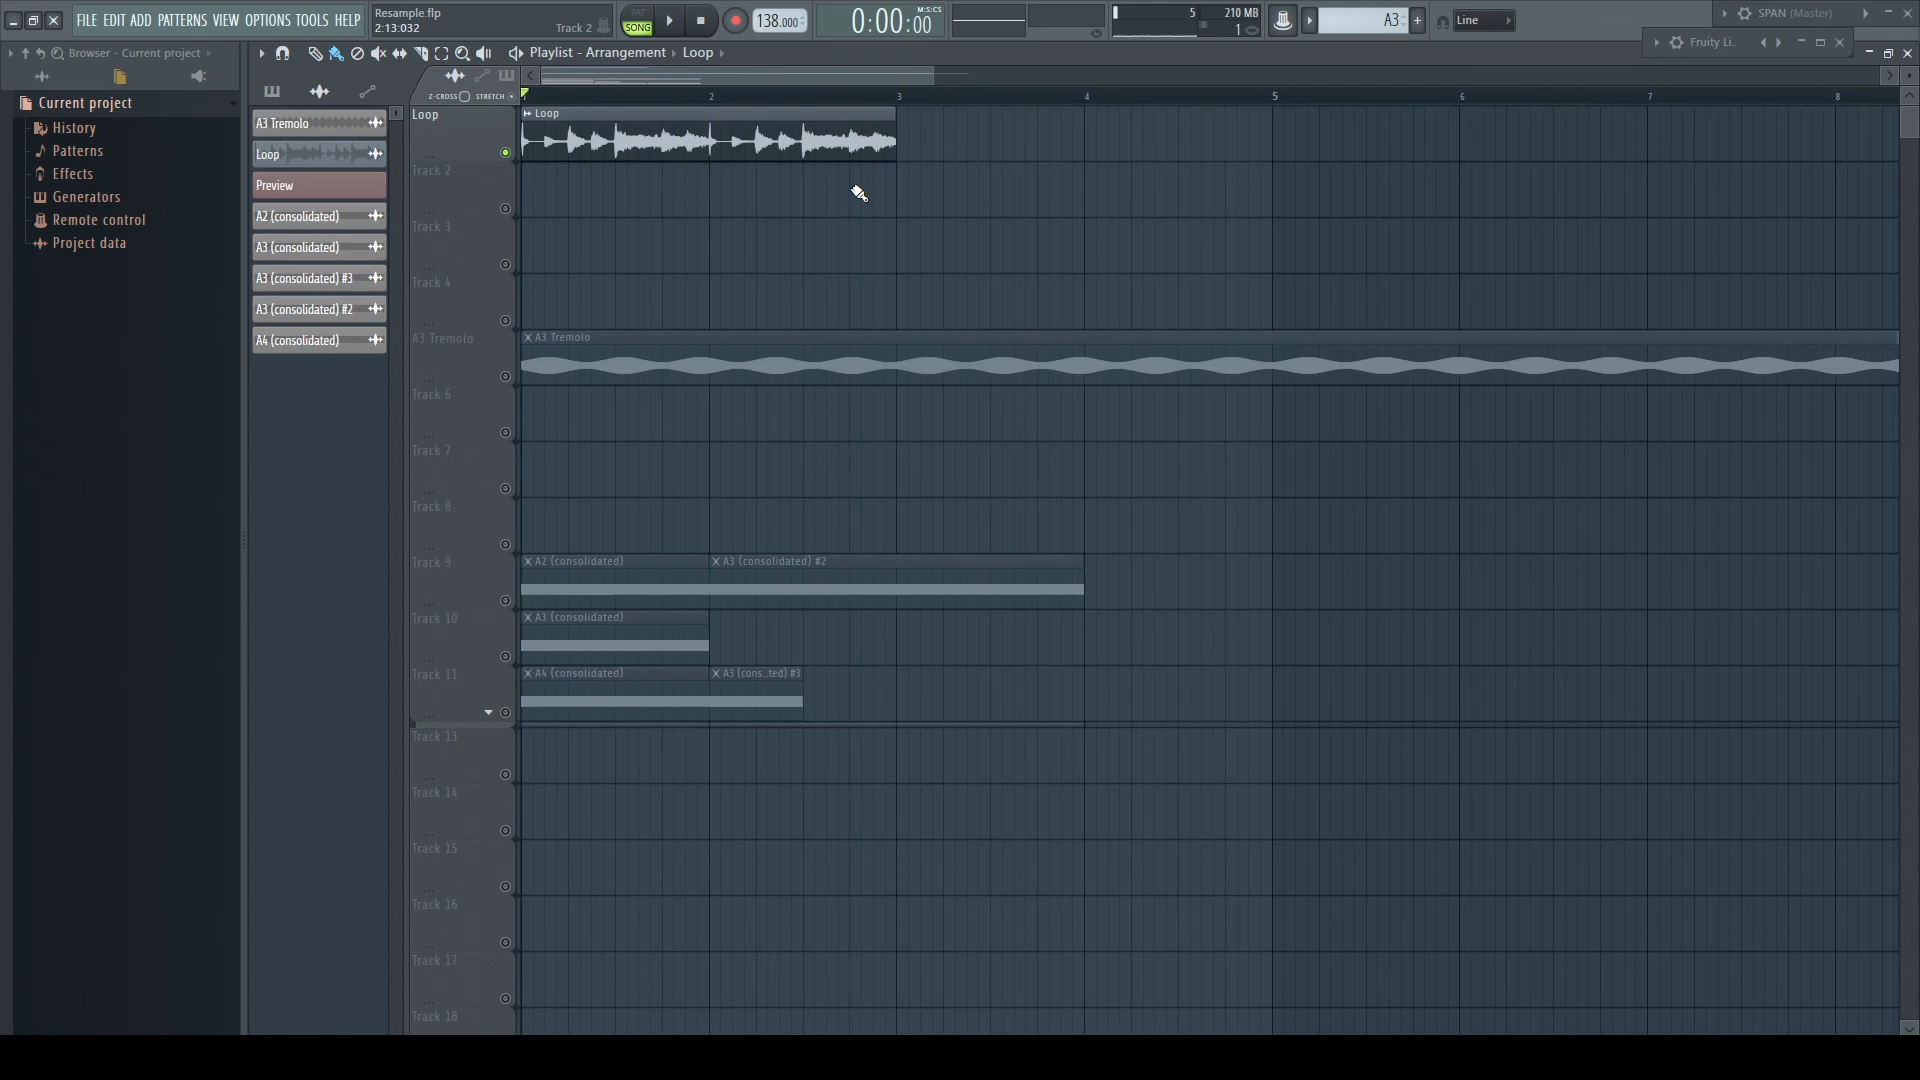 FILE EDIT ADD PATTERNS VIEW OPTIONS TOOLS HELP
Resample.flp
Track 2
2:13:032
PAT
SONG
138.000
0:00:00
M:S:CS
5
210 MB
1
A3
Line
SPAN (Master)
Fruity Li..
Browser - Current project
Playlist - Arrangement
Loop
Z-CROSS
STRETCH
1 2 3 4 5 6 7 8
Current project
History
Patterns
Effects
Generators
Remote control
Project data
A3 Tremolo
Loop
Preview
A2 (consolidated)
A3 (consolidated)
A3 (consolidated) #3
A3 (consolidated) #2
A4 (consolidated)
Loop
Loop
Track 2
Track 3
Track 4
A3 Tremolo
A3 Tremolo
Track 6
Track 7
Track 8
Track 9
A2 (consolidated)
A3 (consolidated) #2
Track 10
A3 (consolidated)
Track 11
A4 (consolidated)
A3 (cons..ted) #3
Track 13
Track 14
Track 15
Track 16
Track 17
Track 18